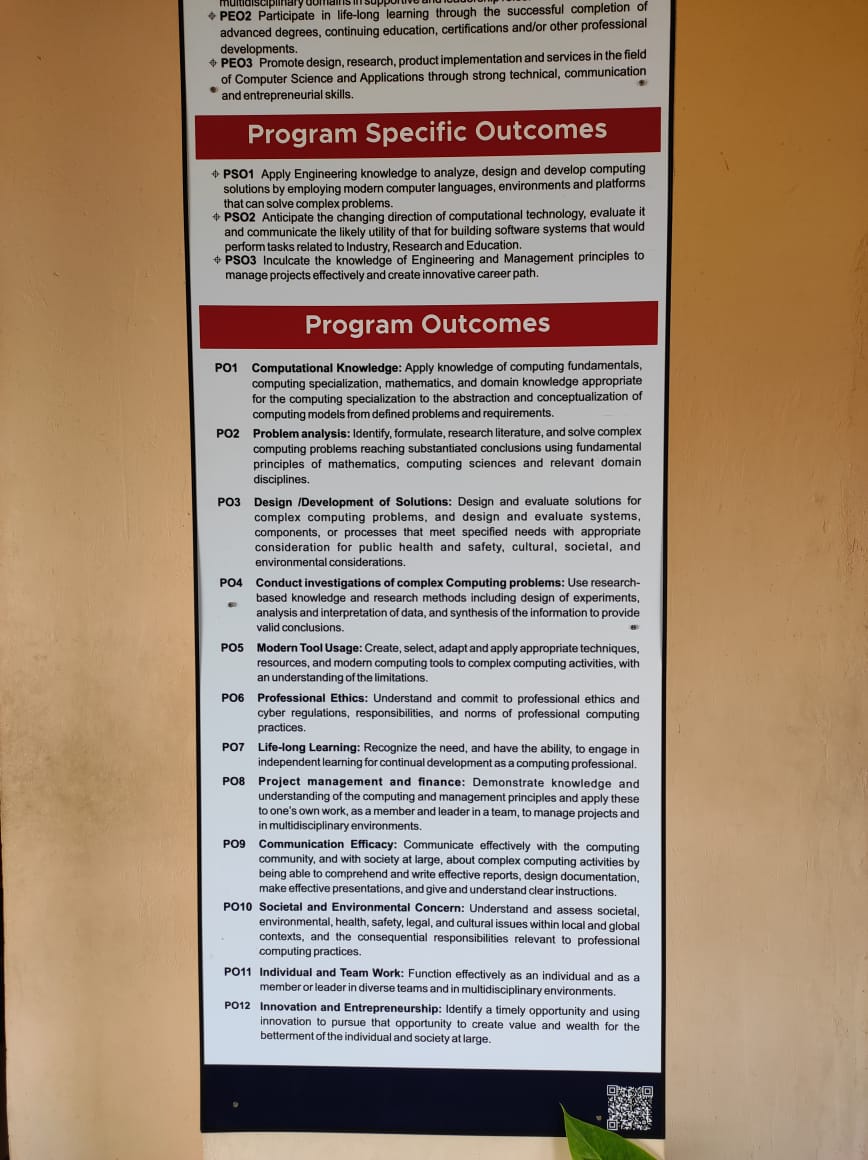 multidisciplinary domains in supportive and leadership
⌖ PEO2 Participate in life-long learning through the successful completion of
advanced degrees, continuing education, certifications and/or other professional
developments.
⌖ PEO3 Promote design, research, product implementation and services in the field
of Computer Science and Applications through strong technical, communication
and entrepreneurial skills.
Program Specific Outcomes
⌖ PSO1 Apply Engineering knowledge to analyze, design and develop computing
solutions by employing modern computer languages, environments and platforms
that can solve complex problems.
⌖ PSO2 Anticipate the changing direction of computational technology, evaluate it
and communicate the likely utility of that for building software systems that would
perform tasks related to Industry, Research and Education.
⌖ PSO3 Inculcate the knowledge of Engineering and Management principles to
manage projects effectively and create innovative career path.
Program Outcomes
PO1 Computational Knowledge: Apply knowledge of computing fundamentals,
computing specialization, mathematics, and domain knowledge appropriate
for the computing specialization to the abstraction and conceptualization of
computing models from defined problems and requirements.
PO2 Problem analysis: Identify, formulate, research literature, and solve complex
computing problems reaching substantiated conclusions using fundamental
principles of mathematics, computing sciences and relevant domain
disciplines.
PO3 Design /Development of Solutions: Design and evaluate solutions for
complex computing problems, and design and evaluate systems,
components, or processes that meet specified needs with appropriate
consideration for public health and safety, cultural, societal, and
environmental considerations.
PO4 Conduct investigations of complex Computing problems: Use research-
based knowledge and research methods including design of experiments,
analysis and interpretation of data, and synthesis of the information to provide
valid conclusions.
PO5 Modern Tool Usage: Create, select, adapt and apply appropriate techniques,
resources, and modern computing tools to complex computing activities, with
an understanding of the limitations.
PO6 Professional Ethics: Understand and commit to professional ethics and
cyber regulations, responsibilities, and norms of professional computing
practices.
PO7 Life-long Learning: Recognize the need, and have the ability, to engage in
independent learning for continual development as a computing professional.
PO8 Project management and finance: Demonstrate knowledge and
understanding of the computing and management principles and apply these
to one's own work, as a member and leader in a team, to manage projects and
in multidisciplinary environments.
PO9 Communication Efficacy: Communicate effectively with the computing
community, and with society at large, about complex computing activities by
being able to comprehend and write effective reports, design documentation,
make effective presentations, and give and understand clear instructions.
PO10 Societal and Environmental Concern: Understand and assess societal,
environmental, health, safety, legal, and cultural issues within local and global
contexts, and the consequential responsibilities relevant to professional
computing practices.
PO11 Individual and Team Work: Function effectively as an individual and as a
member or leader in diverse teams and in multidisciplinary environments.
PO12 Innovation and Entrepreneurship: Identify a timely opportunity and using
innovation to pursue that opportunity to create value and wealth for the
betterment of the individual and society at large.